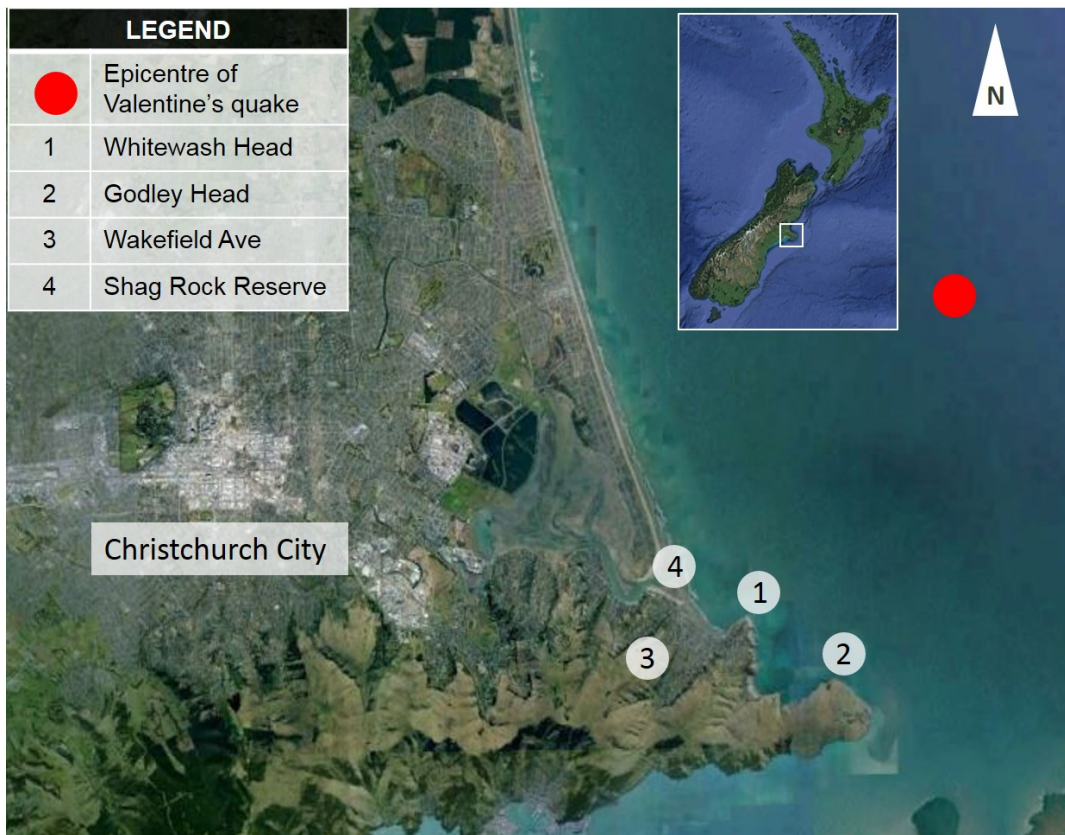 LEGEND
Epicentre of
Valentine's quake
1 Whitewash Head
2 Godley Head
3 Wakefield Ave
4 Shag Rock Reserve
N
Christchurch City
4
1
3
2